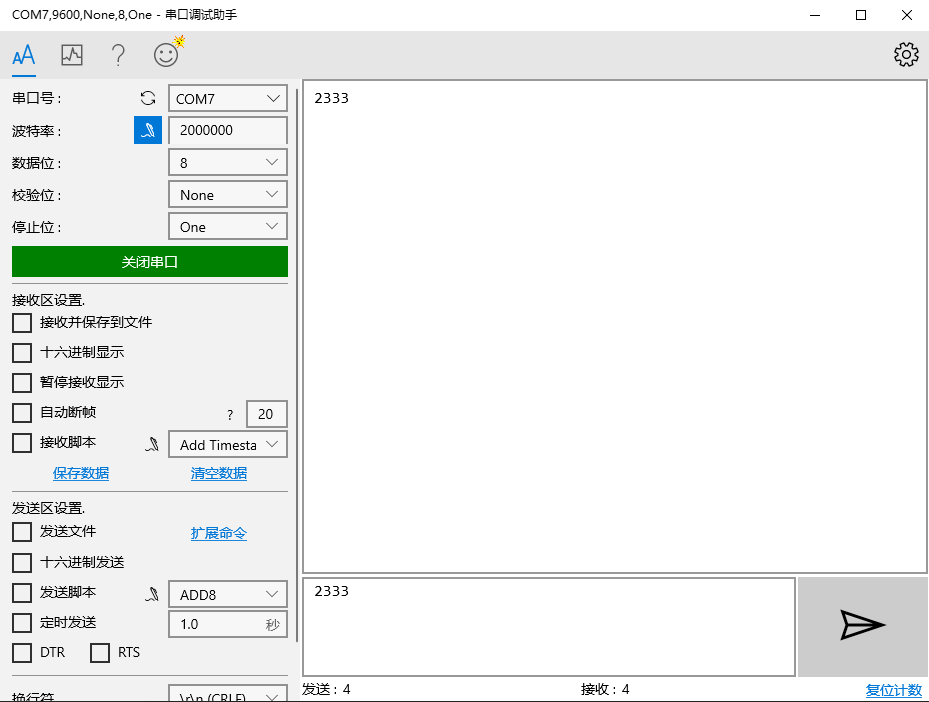 COM7,9600,None,8,One - 串口调试助手
串口号： COM7
波特率： 2000000
数据位： 8
校验位： None
停止位： One
关闭串口
接收区设置.
接收并保存到文件
十六进制显示
暂停接收显示
自动断帧 ? 20
接收脚本 Add Timesta
保存数据 清空数据
发送区设置.
发送文件 扩展命令
十六进制发送
发送脚本 ADD8
定时发送 1.0 秒
DTR RTS
换行符 \r\n (CRLF)
2333
2333
发送：4 接收：4 复位计数